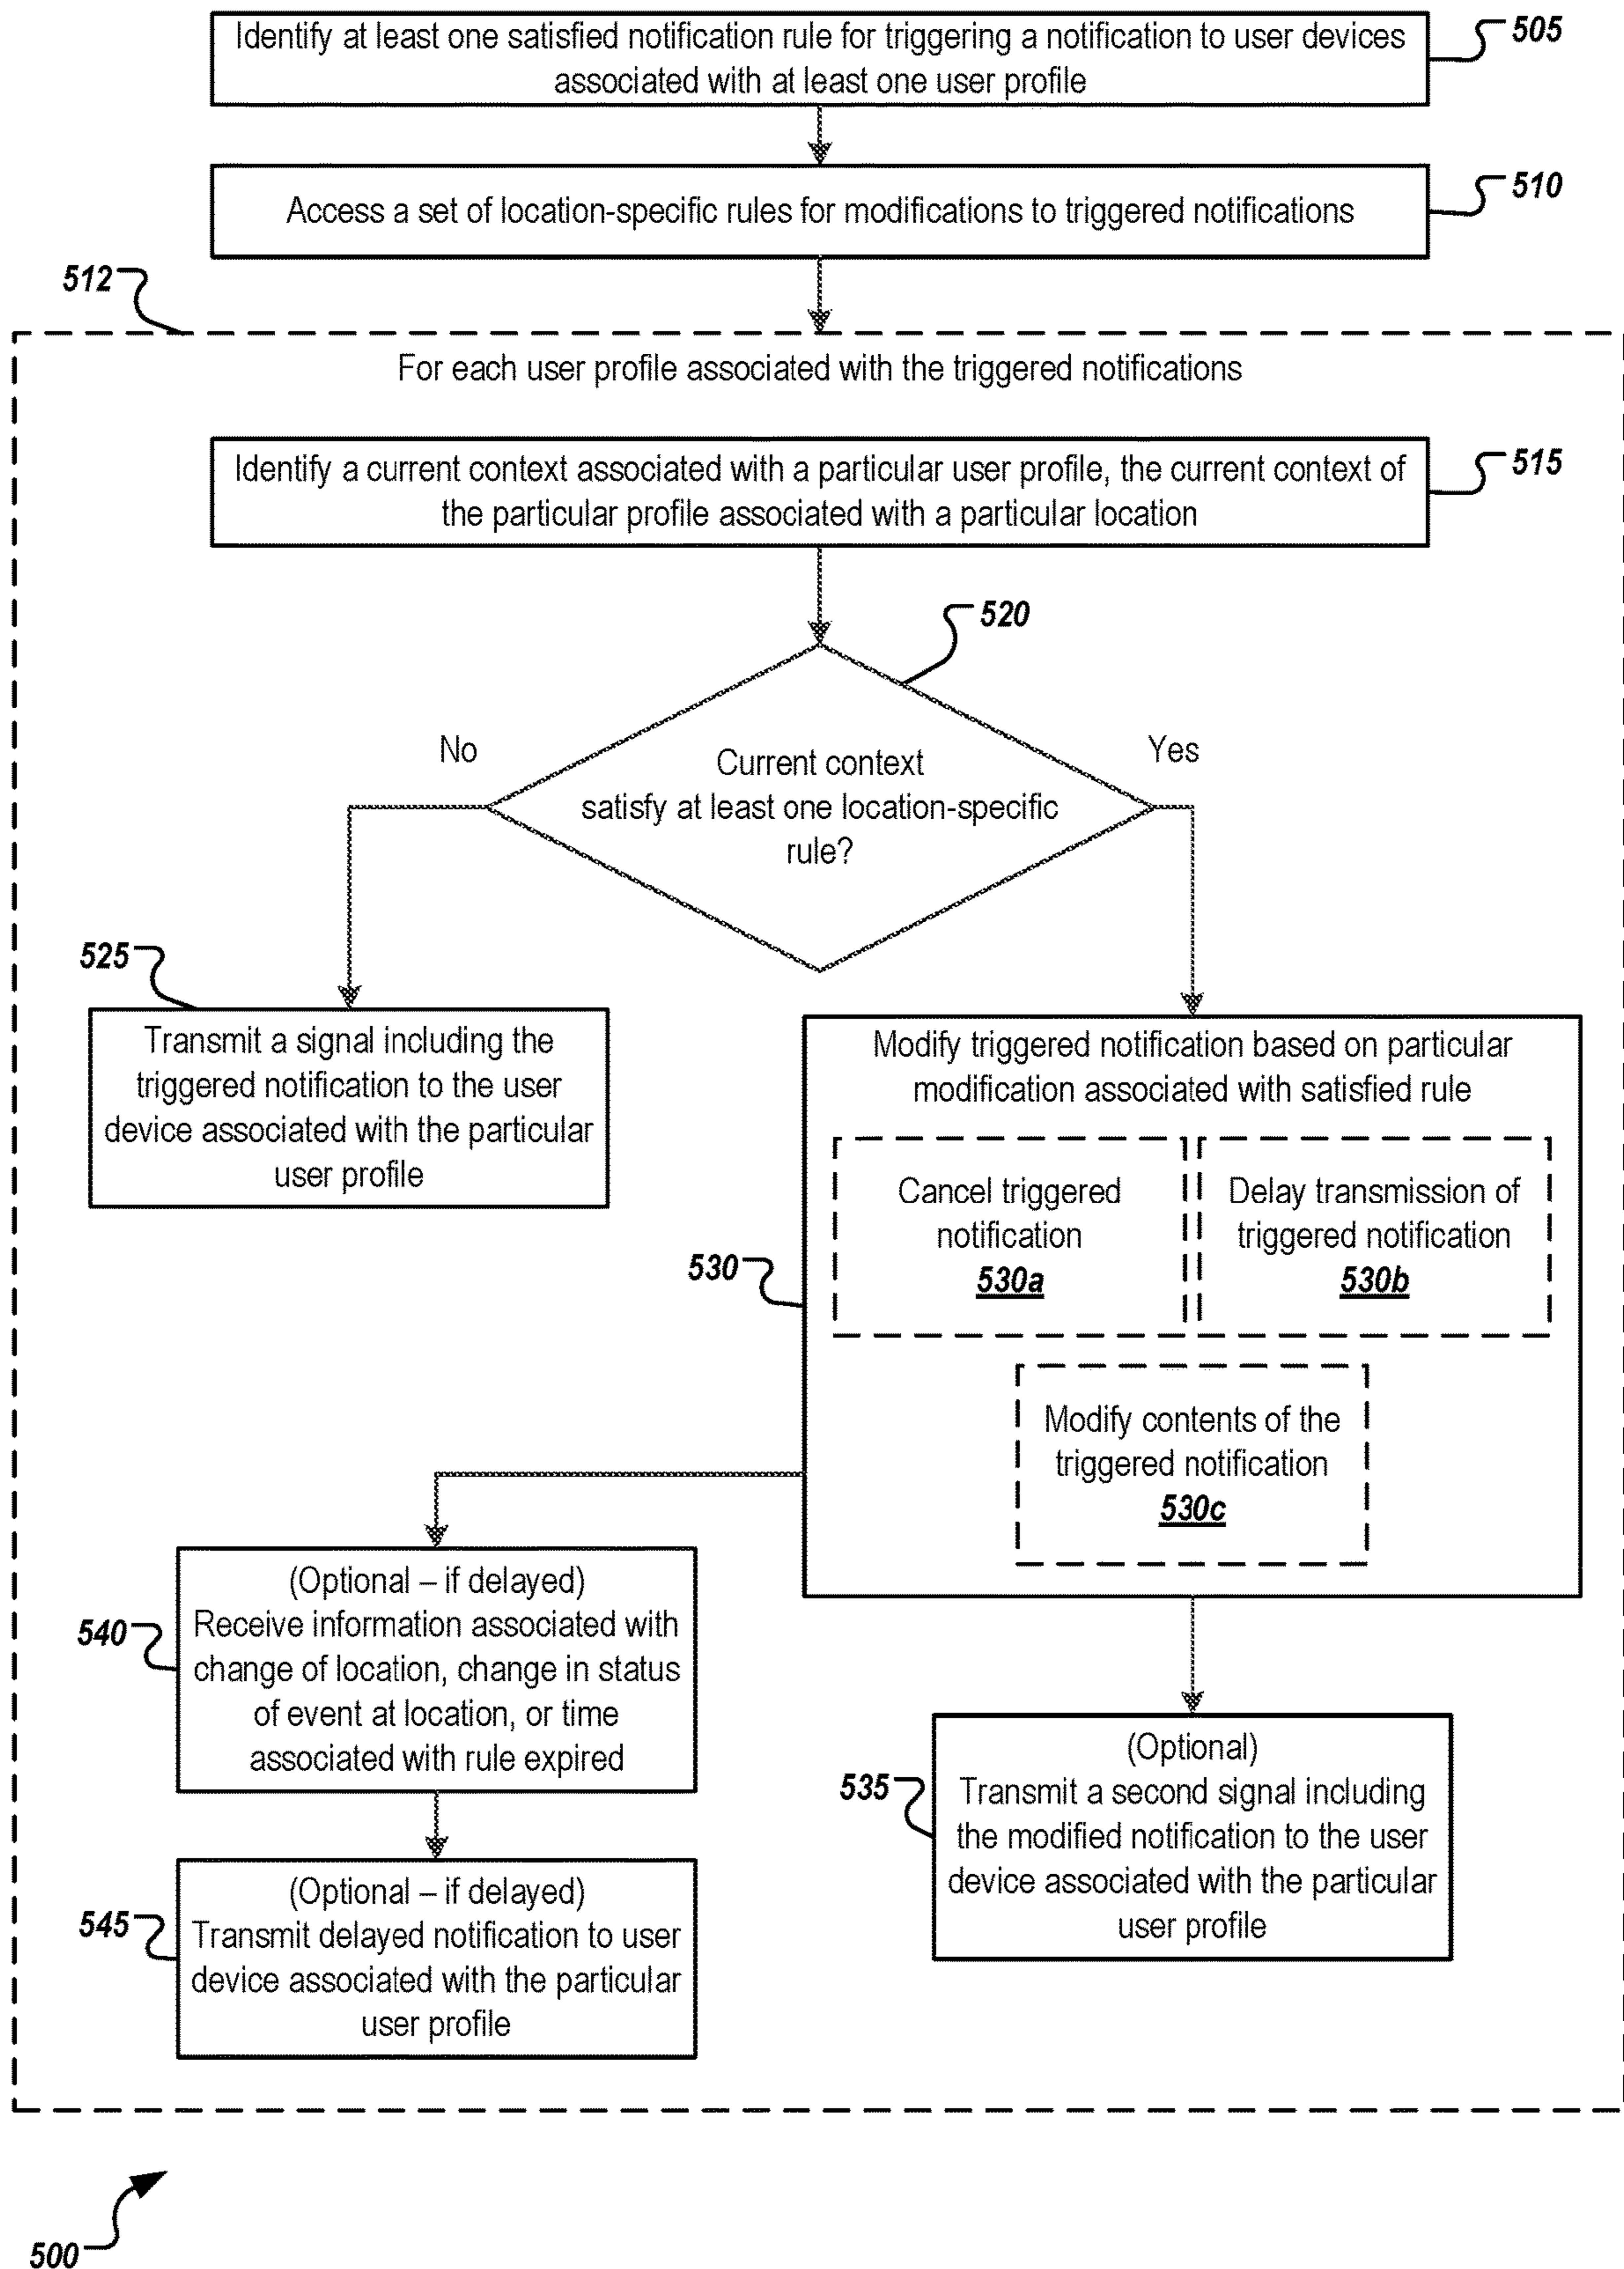 Identify at least one satisfied notification rule for triggering a notification to user devices
associated with at least one user profile
505
Access a set of location-specific rules for modifications to triggered notifications
510
512
For each user profile associated with the triggered notifications
Identify a current context associated with a particular user profile, the current context of
the particular profile associated with a particular location
515
520
No
Yes
Current context
satisfy at least one location-specific
rule?
525
Transmit a signal including the
triggered notification to the user
device associated with the particular
user profile
Modify triggered notification based on particular
modification associated with satisfied rule
Cancel triggered
notification
530a
Delay transmission of
triggered notification
530b
530
Modify contents of the
triggered notification
530c
(Optional – if delayed)
Receive information associated with
change of location, change in status
of event at location, or time
associated with rule expired
540
(Optional)
Transmit a second signal including
the modified notification to the user
device associated with the particular
user profile
535
(Optional – if delayed)
Transmit delayed notification to user
device associated with the particular
user profile
545
500